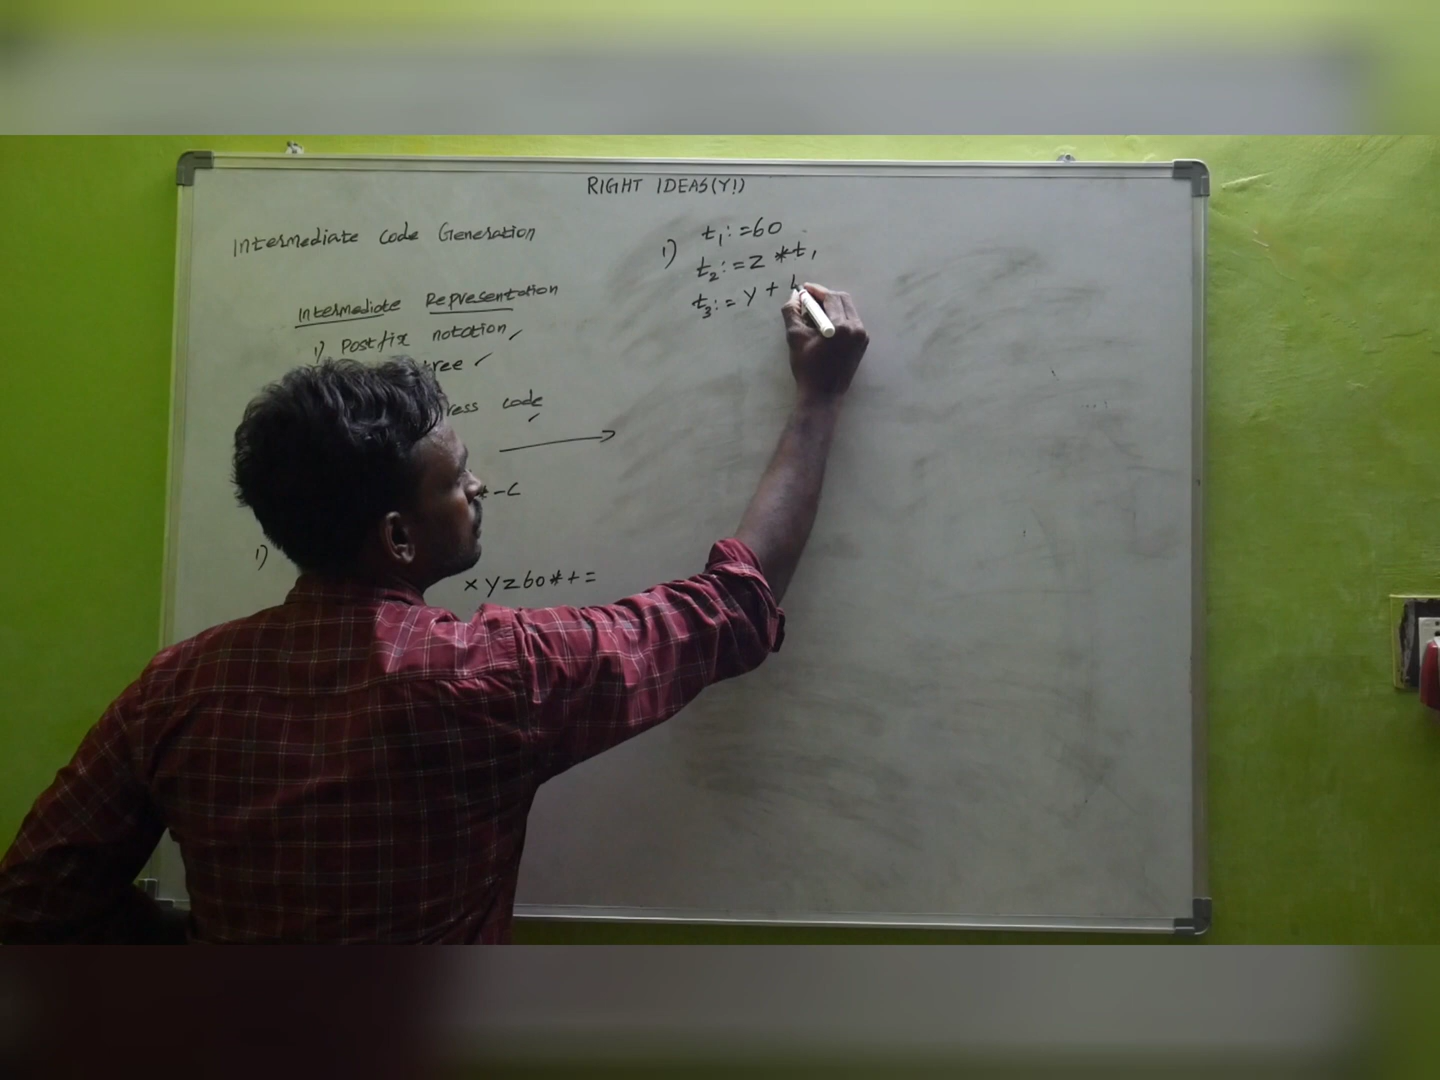 RIGHT IDEAS(Y!)
Intermediate Code Generation
Intermediate Representation
1) Postfix notation ✓
tree ✓
ress code ✓
* - c
1)
x y z 60 * + =
1) t₁ := 60
t₂ := z * t₁
t₃ := y +